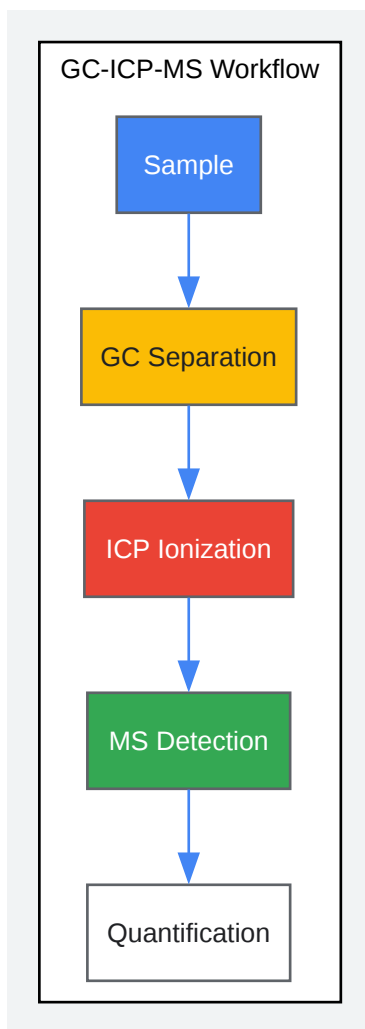 GC-ICP-MS Workflow
Sample
GC Separation
ICP Ionization
MS Detection
Quantification